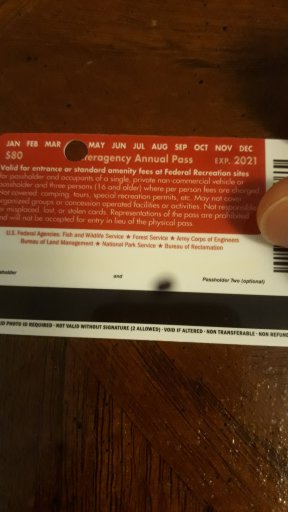 JAN FEB MAR MAY JUN JUL AUG SEP OCT NOV DEC
$80 teragency Annual Pass EXP. 2021
Valid for entrance or standard amenity fees at Federal Recreation sites
for passholder and occupants of a single, private non-commercial vehicle or
passholder and three persons (16 and older) where per person fees are charged.
Not covered: camping, tours, special recreation permits, etc. May not cover
organized groups or concession operated facilities or activities. Not responsible
or misplaced, lost or stolen cards. Representations of the pass are prohibited
and will not be accepted for entry in lieu of the physical pass.
U.S. Federal Agencies: Fish and Wildlife Service ★ Forest Service ★ Army Corps of Engineers
Bureau of Land Management ★ National Park Service ★ Bureau of Reclamation
ssholder and Passholder Two (optional)
ID PHOTO ID REQUIRED · NOT VALID WITHOUT SIGNATURE (2 ALLOWED) · VOID IF ALTERED · NON TRANSFERABLE · NON REFUND